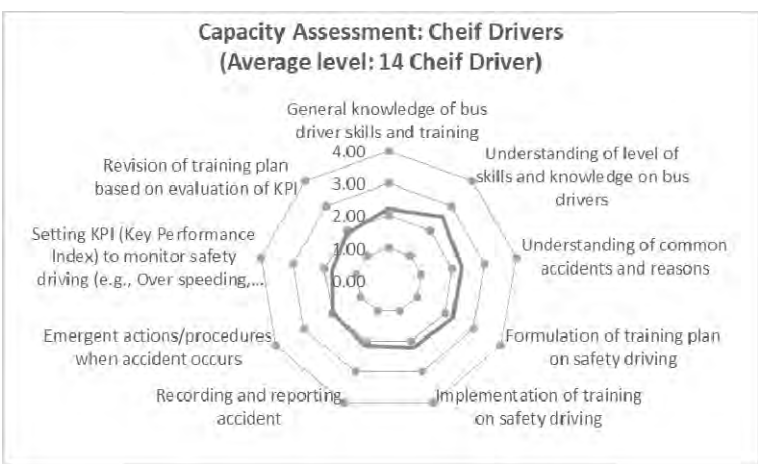 Capacity Assessment: Cheif Drivers
(Average level: 14 Cheif Driver)
General knowledge of bus
driver skills and training
Understanding of level of
skills and knowledge on bus
drivers
Understanding of common
accidents and reasons
Formulation of training plan
on safety driving
Implementation of training
on safety driving
Recording and reporting
accident
Emergent actions/procedures
when accident occurs
Setting KPI (Key Performance
Index) to monitor safety
driving (e.g., Over speeding,...
Revision of training plan
based on evaluation of KPI
4.00
3.00
2.00
1.00
0.00